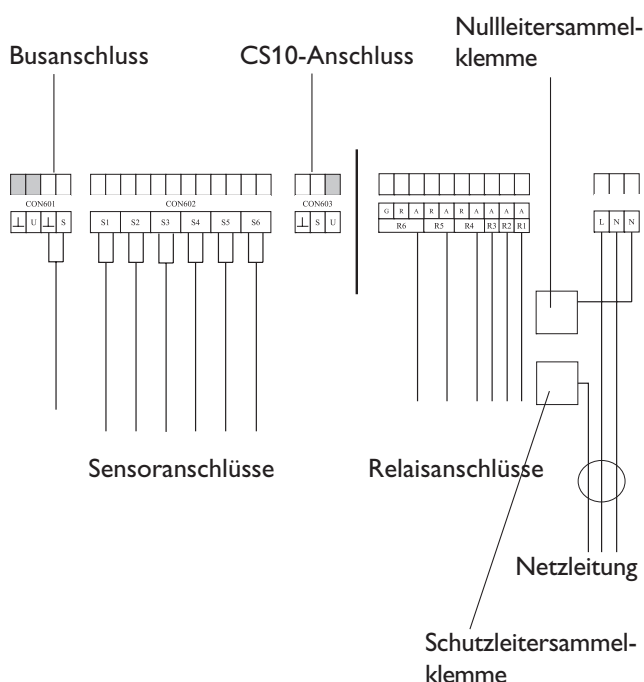 Nullleitersammel-
klemme
Busanschluss
CS10-Anschluss
CON601
CON602
CON603
⊥ U ⊥ S
S1 S2 S3 S4 S5 S6
⊥ S U
G R A R A R A A A A
R6 R5 R4 R3 R2 R1
L N N
Sensoranschlüsse
Relaisanschlüsse
Netzleitung
Schutzleitersammel-
klemme